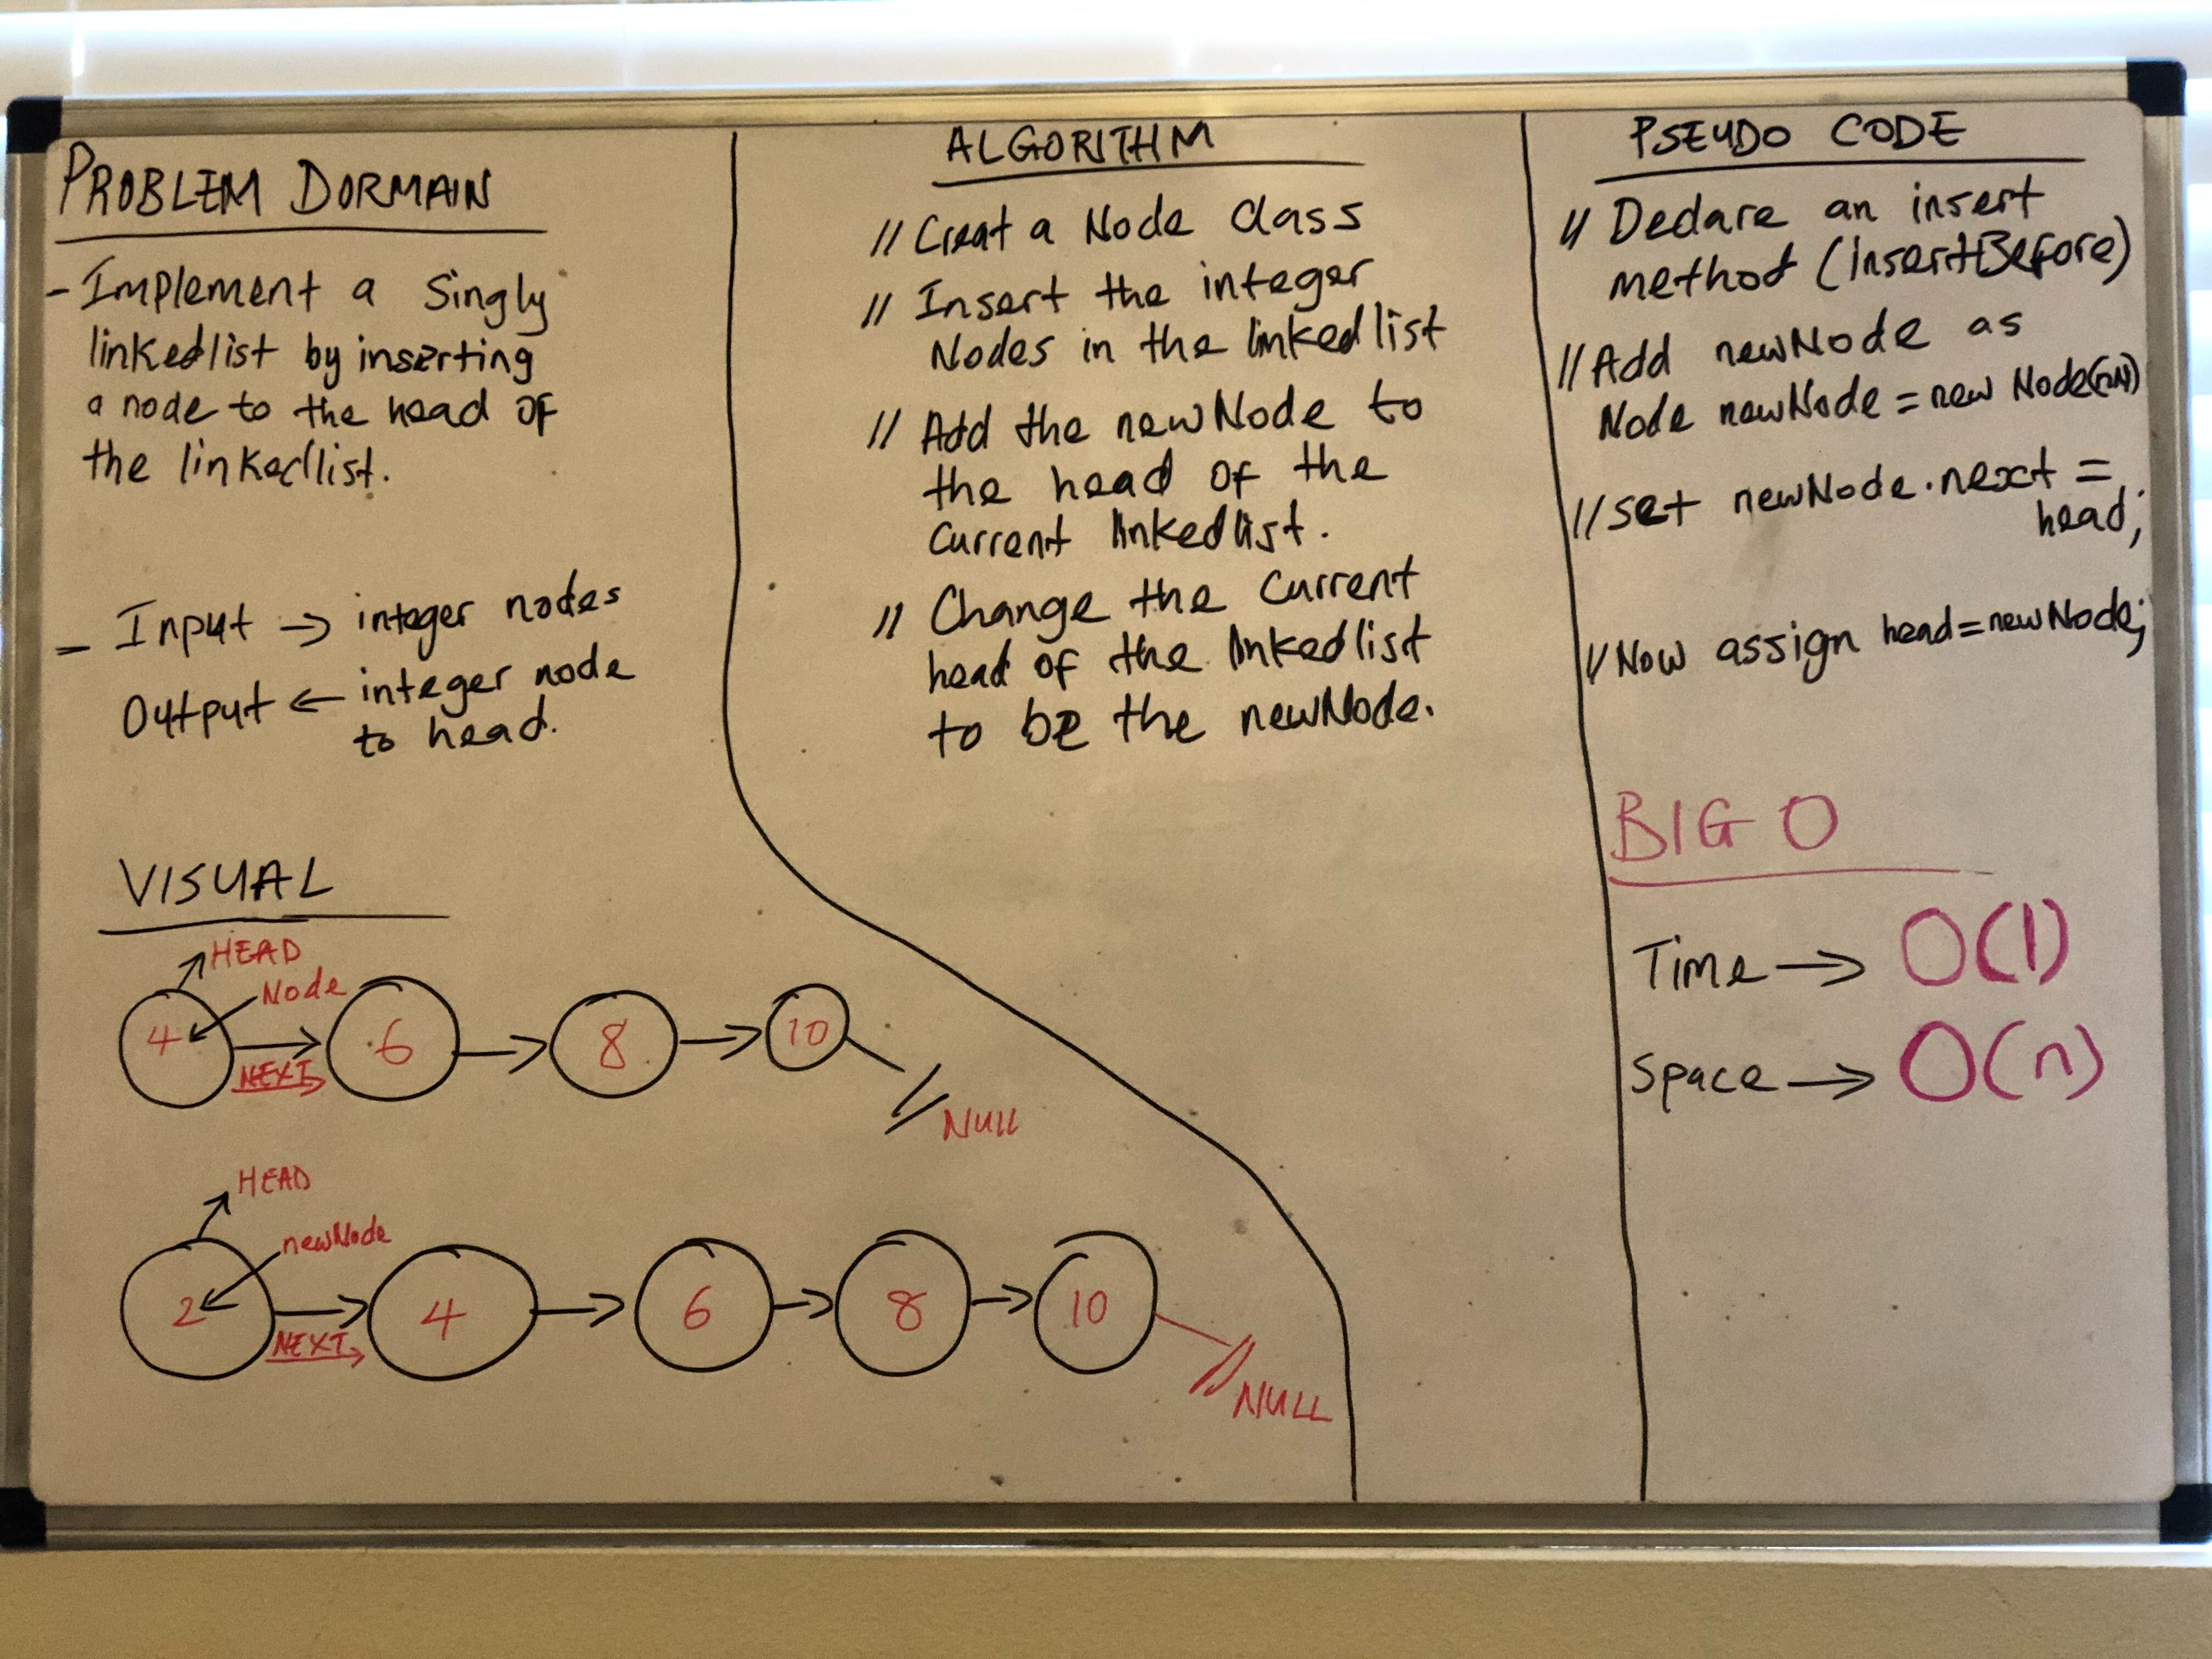 PROBLEM DORMAIN
- Implement a Singly
linkedlist by inserting
a node to the head of
the linkedlist.
- Input → integer nodes
Output ← integer node
to head.
VISUAL
HEAD
Node
4 6 8 10
NEXT
NULL
HEAD
newNode
2 4 6 8 10
NEXT
NULL
ALGORITHM
// Creat a Node Class
// Insert the integer
Nodes in the linkedlist
// Add the newNode to
the head of the
current linkedlist.
// Change the current
head of the linkedlist
to be the newNode.
PSEUDO CODE
// Declare an insert
method (insertBefore)
// Add newNode as
Node newNode = new Node(nN)
// set newNode.next =
head;
// Now assign head = newNode;
BIG O
Time → O(1)
Space → O(n)